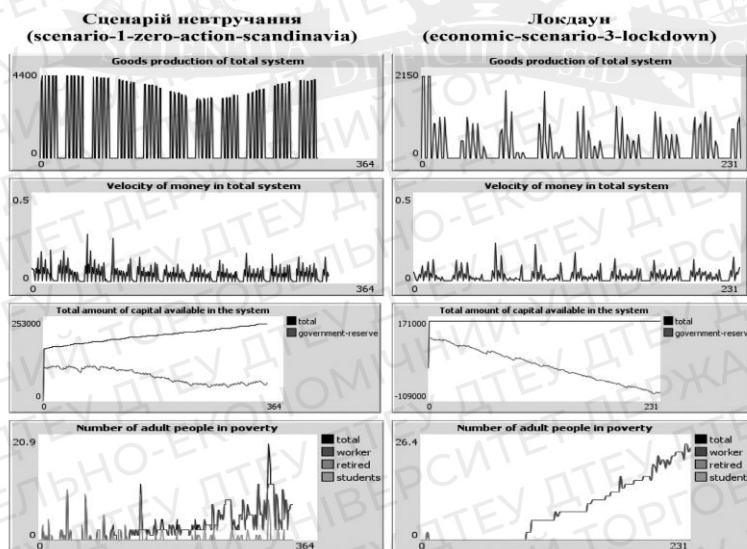 Сценарій невтручання
(scenario-1-zero-action-scandinavia)
Локдаун
(economic-scenario-3-lockdown)
Goods production of total system
4400
0
364
Goods production of total system
2150
0
231
Velocity of money in total system
0.5
0
364
Velocity of money in total system
0.5
0
231
Total amount of capital available in the system
253000
0
0
364
total
government-reserve
Total amount of capital available in the system
171000
-109000
0
231
total
government-reserve
Number of adult people in poverty
20.9
0
0
364
total
worker
retired
students
Number of adult people in poverty
26.4
0
0
231
total
worker
retired
students